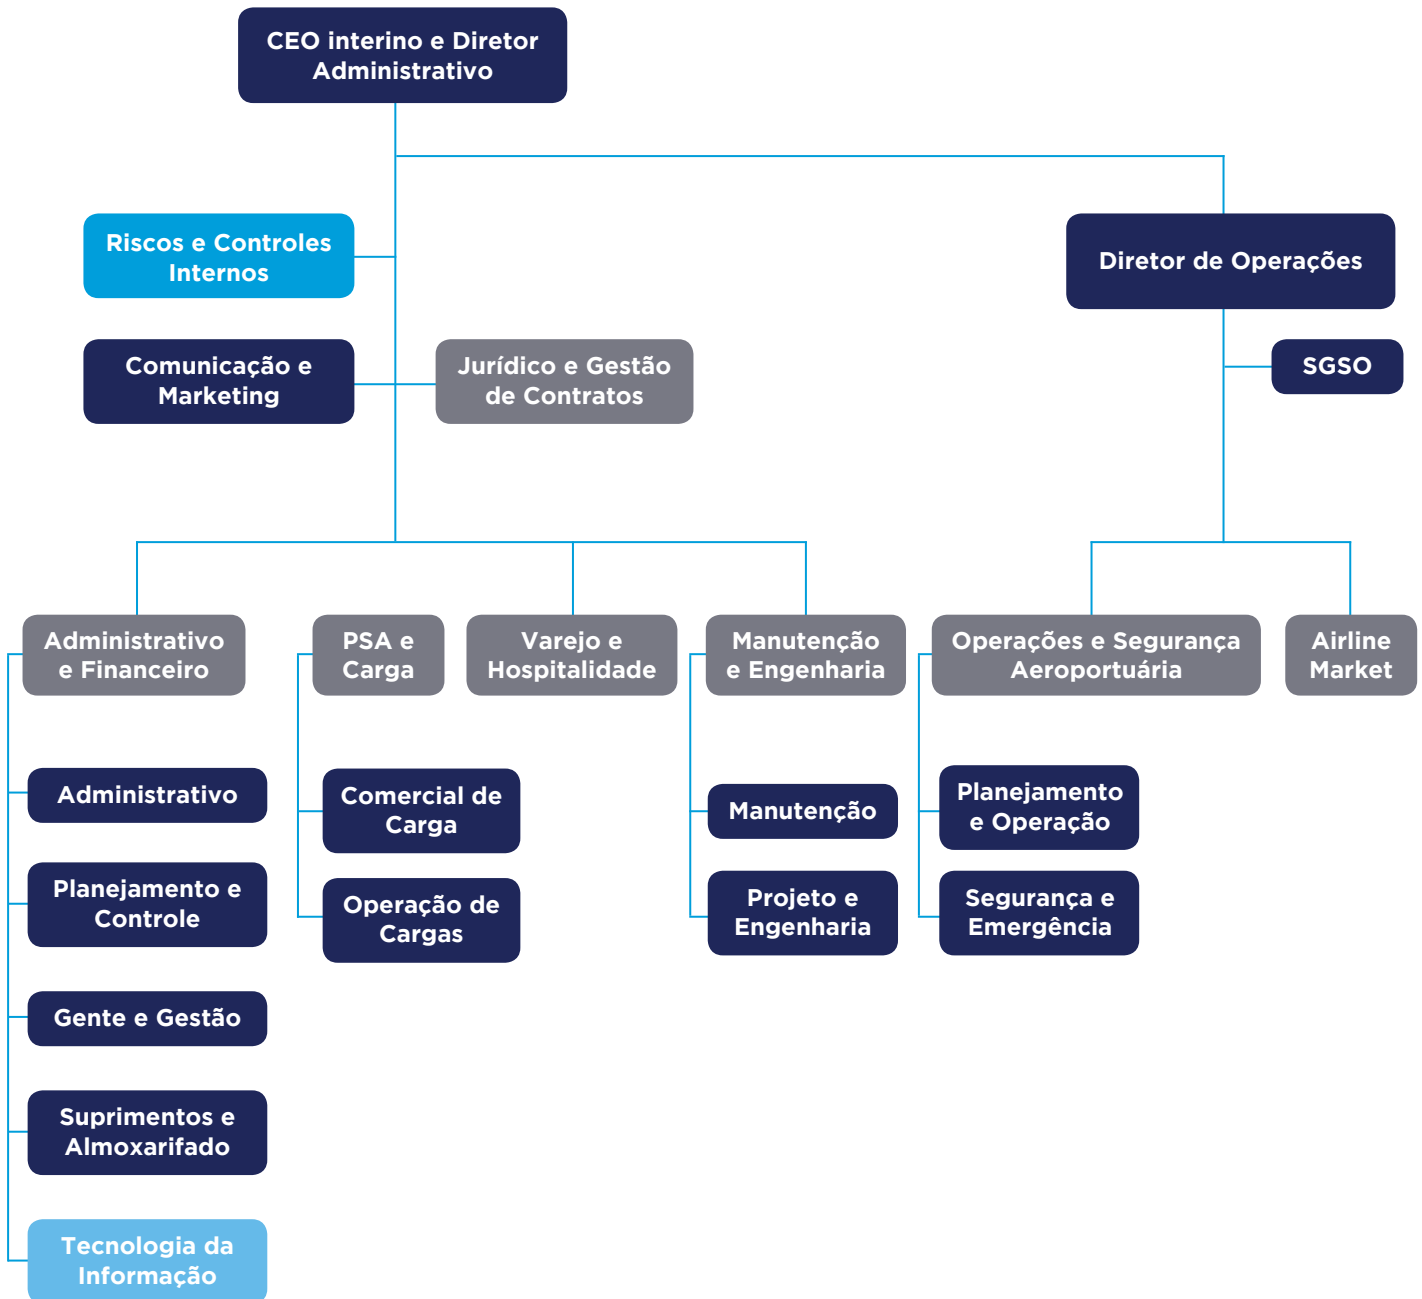 CEO interino e Diretor
Administrativo
Riscos e Controles
Internos
Diretor de Operações
Comunicação e
Marketing
Jurídico e Gestão
de Contratos
SGSO
Administrativo
e Financeiro
PSA e
Carga
Varejo e
Hospitalidade
Manutenção
e Engenharia
Operações e Segurança
Aeroportuária
Airline
Market
Administrativo
Planejamento e
Controle
Gente e Gestão
Suprimentos e
Almoxarifado
Tecnologia da
Informação
Comercial de
Carga
Operação de
Cargas
Manutenção
Projeto e
Engenharia
Planejamento
e Operação
Segurança e
Emergência